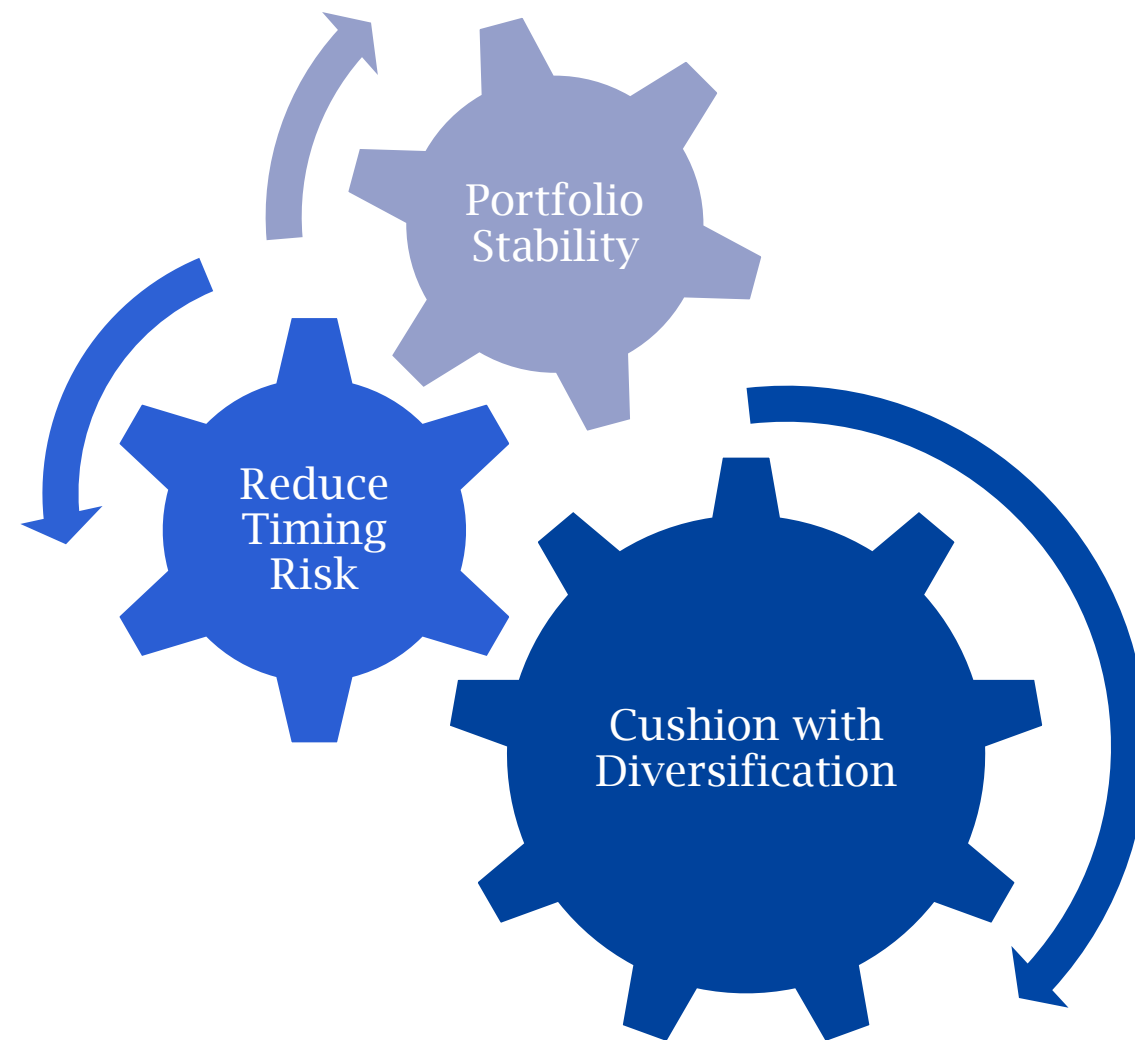 Portfolio
Stability
Reduce
Timing
Risk
Cushion with
Diversification